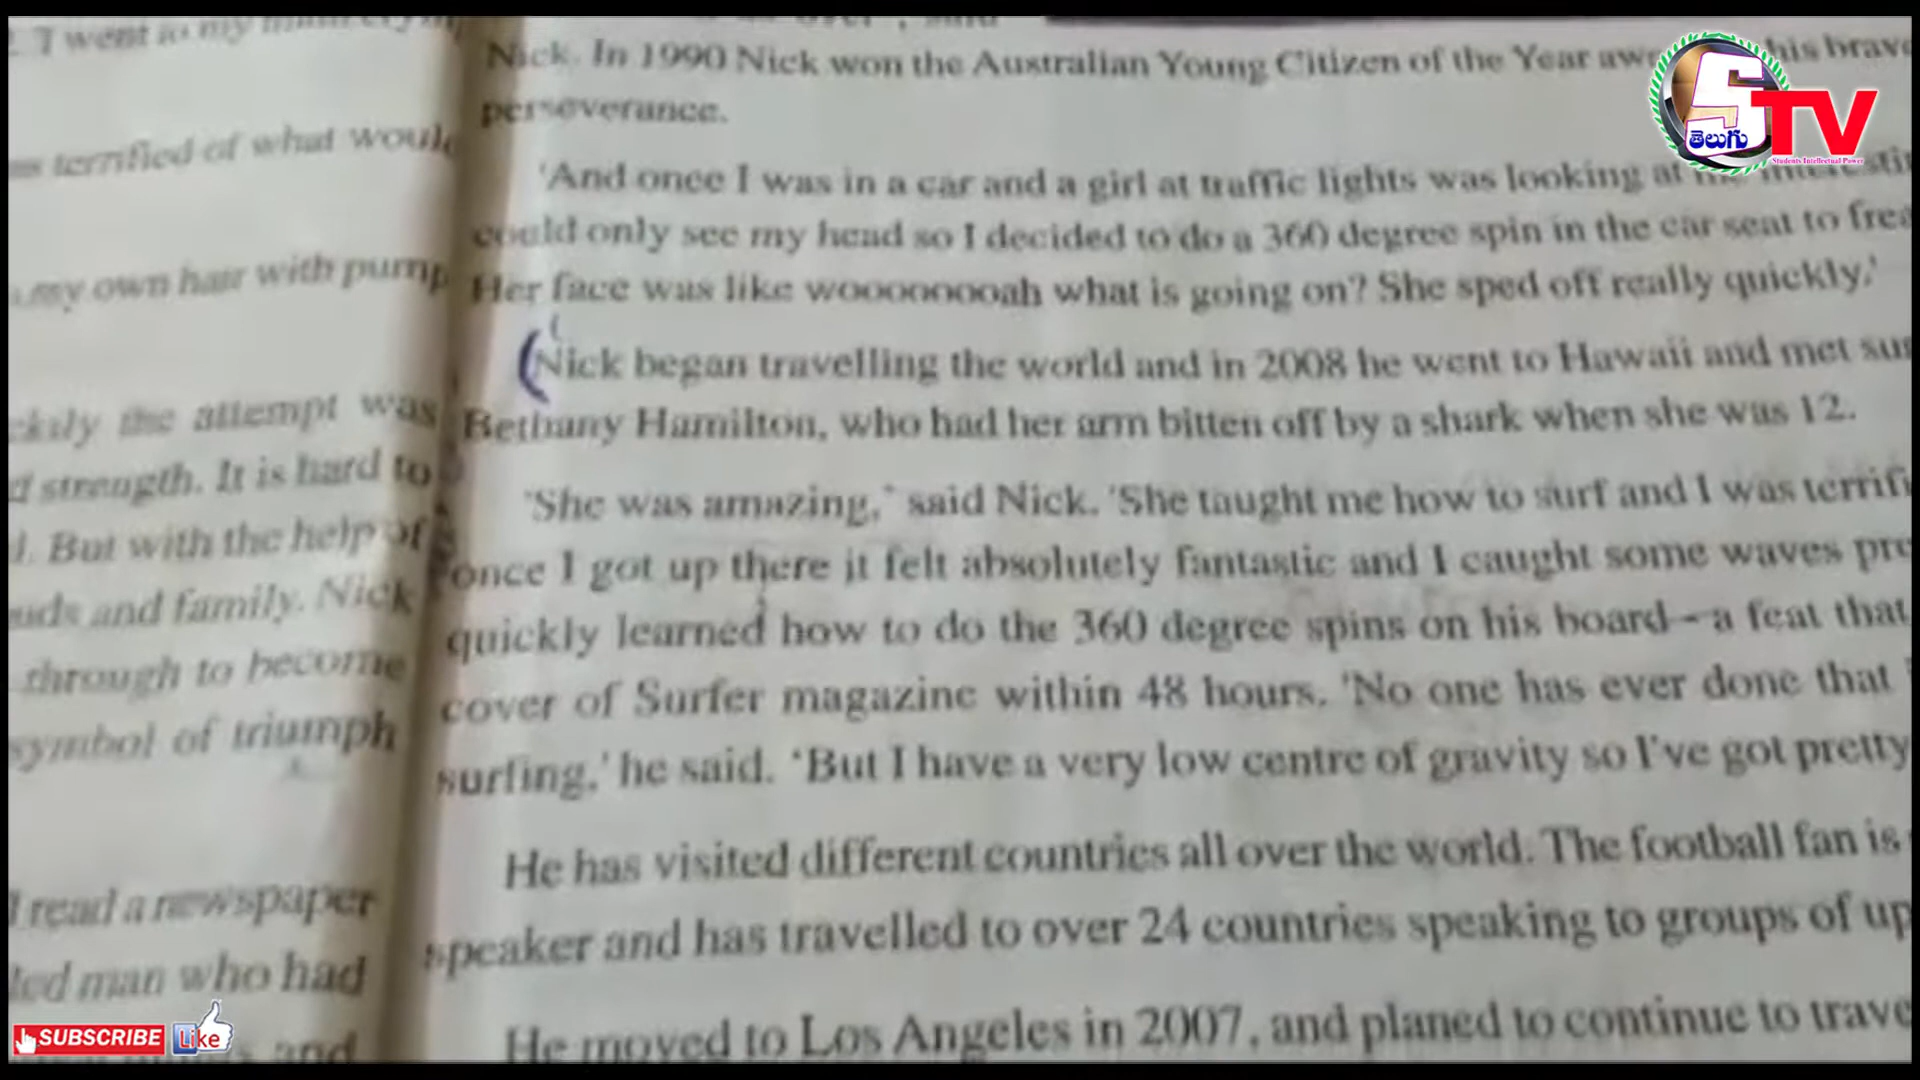 I went to my
terrified of what would
my own hair with pump
the attempt was
strength. It is hard to
But with the help of
and family. Nick
through to become
symbol of triumph
I read a newspaper
man who had
and
said
Nick. In 1990 Nick won the Australian Young Citizen of the Year his
perseverance.
'And once I was in a car and a girl at traffic lights was looking at
could only see my head so I decided to do a 360 degree spin in the car seat to
Her face was like woooooooah what is going on? She sped off really quickly.'
(Nick began travelling the world and in 2008 he went to Hawaii and met
Bethany Hamilton, who had her arm bitten off by a shark when she was 12.
'She was amazing,' said Nick. 'She taught me how to surf and I was
once I got up there it felt absolutely fantastic and I caught some waves
quickly learned how to do the 360 degree spins on his board – a feat that
cover of Surfer magazine within 48 hours. 'No one has ever done that
surfing,' he said. 'But I have a very low centre of gravity so I've got pretty
He has visited different countries all over the world. The football fan is
speaker and has travelled to over 24 countries speaking to groups of up
He moved to Los Angeles in 2007, and planed to continue to
5 TV
తెలుగు
Students Intellectual Power
SUBSCRIBE
Like